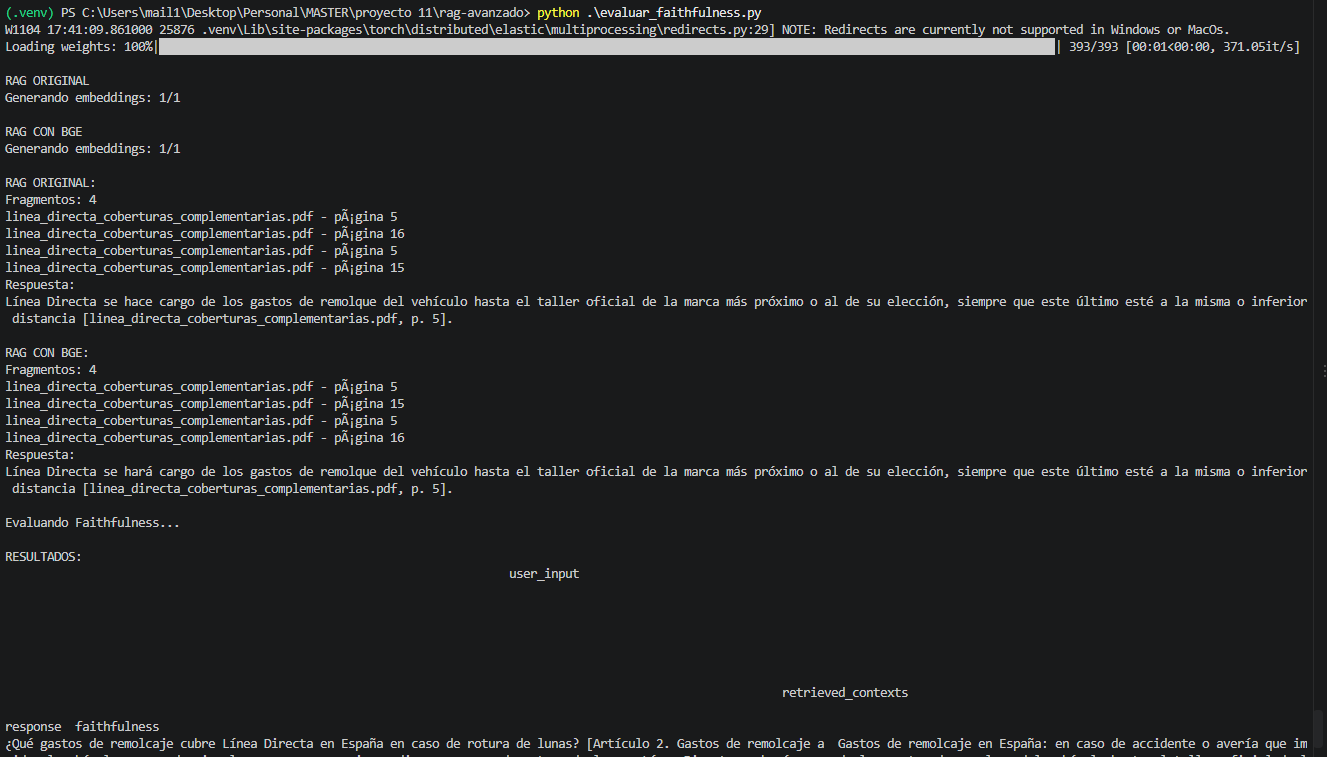 (.venv) PS C:\Users\mail1\Desktop\Personal\MASTER\proyecto 11\rag-avanzado> python .\evaluar_faithfulness.py
W1104 17:41:09.861000 25876 .venv\Lib\site-packages\torch\distributed\elastic\multiprocessing\redirects.py:29] NOTE: Redirects are currently not supported in Windows or MacOs.
Loading weights: 100%| | 393/393 [00:01<00:00, 371.05it/s]
RAG ORIGINAL
Generando embeddings: 1/1
RAG CON BGE
Generando embeddings: 1/1
RAG ORIGINAL:
Fragmentos: 4
linea_directa_coberturas_complementarias.pdf - pÃ¡gina 5
linea_directa_coberturas_complementarias.pdf - pÃ¡gina 16
linea_directa_coberturas_complementarias.pdf - pÃ¡gina 5
linea_directa_coberturas_complementarias.pdf - pÃ¡gina 15
Respuesta:
Línea Directa se hace cargo de los gastos de remolque del vehículo hasta el taller oficial de la marca más próximo o al de su elección, siempre que este último esté a la misma o inferior
distancia [linea_directa_coberturas_complementarias.pdf, p. 5].
RAG CON BGE:
Fragmentos: 4
linea_directa_coberturas_complementarias.pdf - pÃ¡gina 5
linea_directa_coberturas_complementarias.pdf - pÃ¡gina 15
linea_directa_coberturas_complementarias.pdf - pÃ¡gina 5
linea_directa_coberturas_complementarias.pdf - pÃ¡gina 16
Respuesta:
Línea Directa se hará cargo de los gastos de remolque del vehículo hasta el taller oficial de la marca más próximo o al de su elección, siempre que este último esté a la misma o inferior
distancia [linea_directa_coberturas_complementarias.pdf, p. 5].
Evaluando Faithfulness...
RESULTADOS:
user_input
retrieved_contexts
response faithfulness
¿Qué gastos de remolcaje cubre Línea Directa en España en caso de rotura de lunas? [Artículo 2. Gastos de remolcaje a Gastos de remolcaje en España: en caso de accidente o avería que im